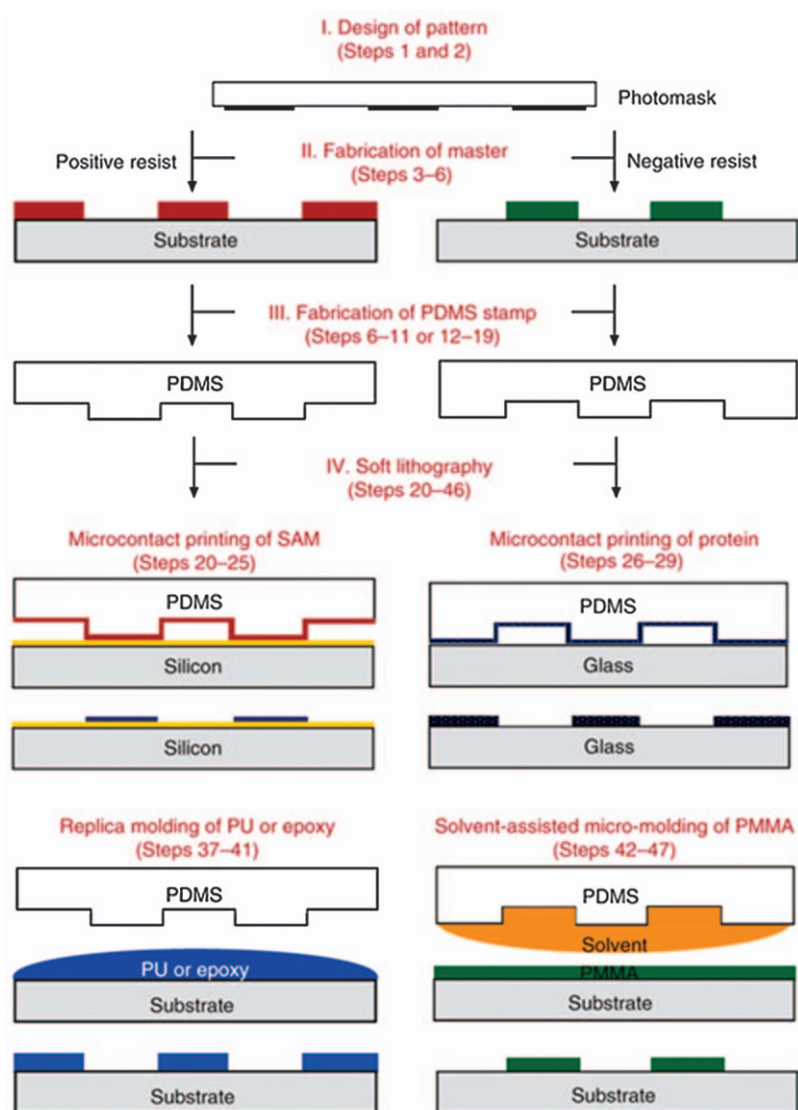 I. Design of pattern
(Steps 1 and 2)
Photomask
Positive resist
II. Fabrication of master
(Steps 3–6)
Negative resist
Substrate
Substrate
III. Fabrication of PDMS stamp
(Steps 6–11 or 12–19)
PDMS
PDMS
IV. Soft lithography
(Steps 20–46)
Microcontact printing of SAM
(Steps 20–25)
PDMS
Silicon
Silicon
Microcontact printing of protein
(Steps 26–29)
PDMS
Glass
Glass
Replica molding of PU or epoxy
(Steps 37–41)
PDMS
PU or epoxy
Substrate
Substrate
Solvent-assisted micro-molding of PMMA
(Steps 42–47)
PDMS
Solvent
PMMA
Substrate
Substrate